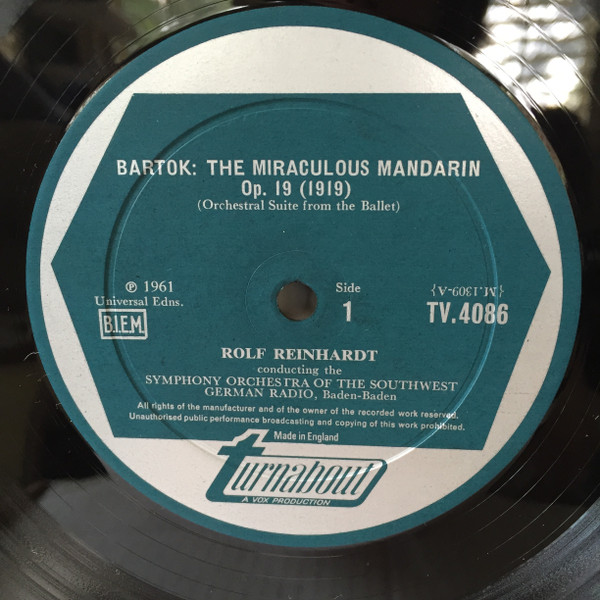 BARTOK: THE MIRACULOUS MANDARIN
Op. 19 (1919)
(Orchestral Suite from the Ballet)
℗ 1961
Universal Edns.
B.I.E.M.
Side
1
{M.1309-A}
TV.4086
ROLF REINHARDT
conducting the
SYMPHONY ORCHESTRA OF THE SOUTHWEST
GERMAN RADIO, Baden-Baden
All rights of the manufacturer and of the owner of the recorded work reserved.
Unauthorised public performance broadcasting and copying of this work prohibited.
Made in England
turnabout
A VOX PRODUCTION